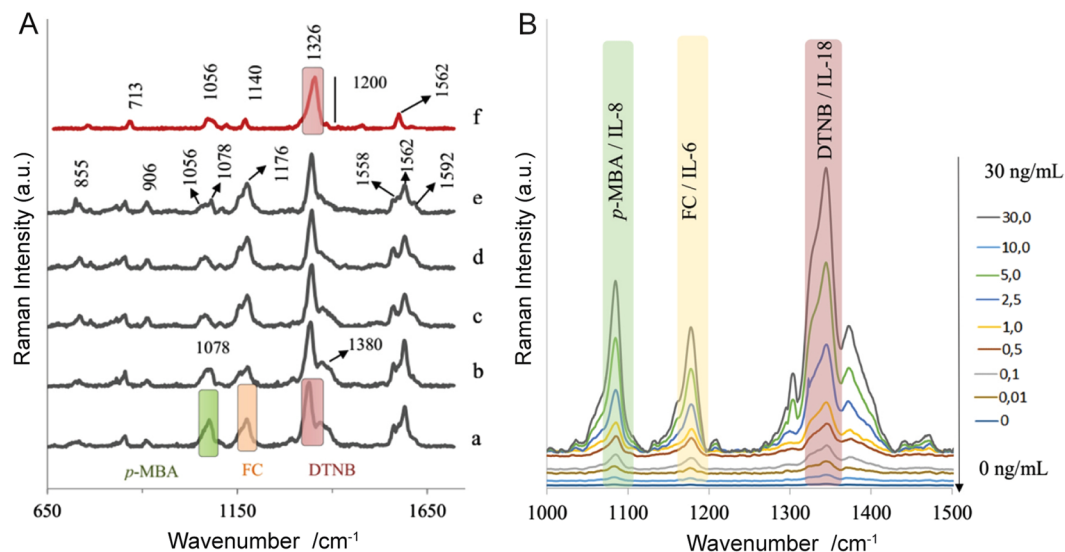 A
1326
713
1056
1140
1200
1562
f
855
906
1056
1078
1176
1558
1562
1592
e
d
c
1078
1380
b
a
p-MBA
FC
DTNB
Raman Intensity (a.u.)
650
1150
1650
Wavenumber /cm-1
B
p-MBA / IL-8
FC / IL-6
DTNB / IL-18
30 ng/mL
30,0
10,0
5,0
2,5
1,0
0,5
0,1
0,01
0
0 ng/mL
Raman Intensity (a.u.)
1000
1100
1200
1300
1400
1500
Wavenumber /cm-1